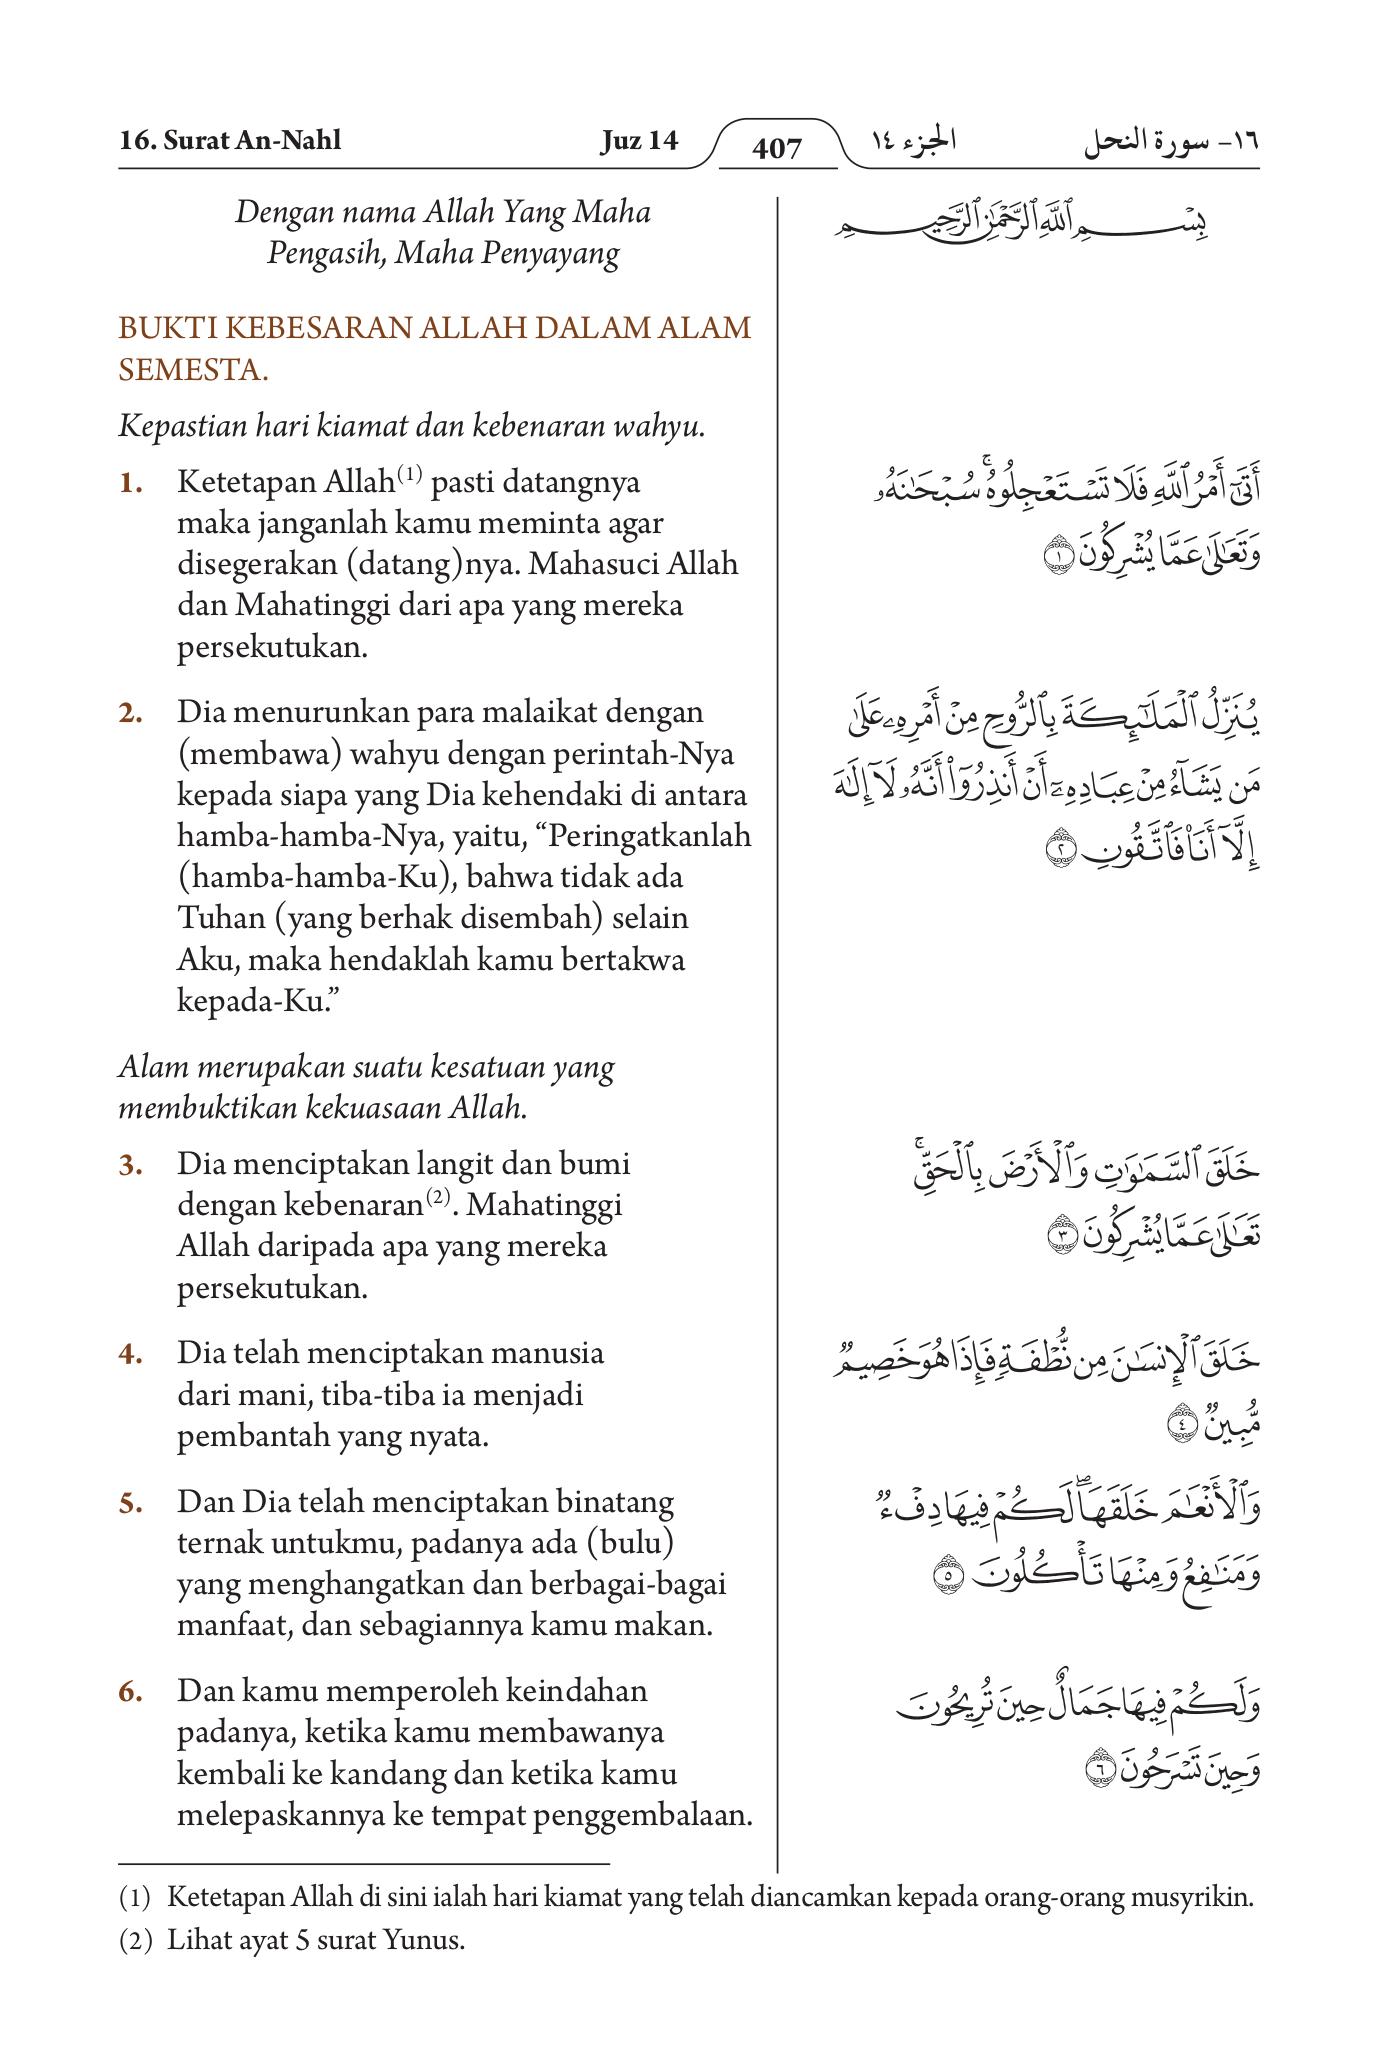 16. Surat An-Nahl
Juz 14
407
الجزء ١٤
١٦- سورة النحل
Dengan nama Allah Yang Maha
Pengasih, Maha Penyayang
BUKTI KEBESARAN ALLAH DALAM ALAM
SEMESTA.
Kepastian hari kiamat dan kebenaran wahyu.
1. Ketetapan Allah(1) pasti datangnya
maka janganlah kamu meminta agar
disegerakan (datang)nya. Mahasuci Allah
dan Mahatinggi dari apa yang mereka
persekutukan.
2. Dia menurunkan para malaikat dengan
(membawa) wahyu dengan perintah-Nya
kepada siapa yang Dia kehendaki di antara
hamba-hamba-Nya, yaitu, “Peringatkanlah
(hamba-hamba-Ku), bahwa tidak ada
Tuhan (yang berhak disembah) selain
Aku, maka hendaklah kamu bertakwa
kepada-Ku.”
Alam merupakan suatu kesatuan yang
membuktikan kekuasaan Allah.
3. Dia menciptakan langit dan bumi
dengan kebenaran(2). Mahatinggi
Allah daripada apa yang mereka
persekutukan.
4. Dia telah menciptakan manusia
dari mani, tiba-tiba ia menjadi
pembantah yang nyata.
5. Dan Dia telah menciptakan binatang
ternak untukmu, padanya ada (bulu)
yang menghangatkan dan berbagai-bagai
manfaat, dan sebagiannya kamu makan.
6. Dan kamu memperoleh keindahan
padanya, ketika kamu membawanya
kembali ke kandang dan ketika kamu
melepaskannya ke tempat penggembalaan.
بِسْمِ ٱللَّهِ ٱلرَّحْمَٰنِ ٱلرَّحِيمِ
أَتَىٰٓ أَمْرُ ٱللَّهِ فَلَا تَسْتَعْجِلُوهُ ۚ سُبْحَٰنَهُۥ
وَتَعَٰلَىٰ عَمَّا يُشْرِكُونَ ١
يُنَزِّلُ ٱلْمَلَٰٓئِكَةَ بِٱلرُّوحِ مِنْ أَمْرِهِۦ عَلَىٰ
مَن يَشَآءُ مِنْ عِبَادِهِۦٓ أَنْ أَنذِرُوٓا۟ أَنَّهُۥ لَآ إِلَٰهَ
إِلَّآ أَنَا۠ فَٱتَّقُونِ ٢
خَلَقَ ٱلسَّمَٰوَٰتِ وَٱلْأَرْضَ بِٱلْحَقِّ ۚ
تَعَٰلَىٰ عَمَّا يُشْرِكُونَ ٣
خَلَقَ ٱلْإِنسَٰنَ مِن نُّطْفَةٍ فَإِذَا هُوَ خَصِيمٌ
مُّبِينٌ ٤
وَٱلْأَنْعَٰمَ خَلَقَهَا ۗ لَكُمْ فِيهَا دِفْءٌ
وَمَنَٰفِعُ وَمِنْهَا تَأْكُلُونَ ٥
وَلَكُمْ فِيهَا جَمَالٌ حِينَ تُرِيحُونَ
وَحِينَ تَسْرَحُونَ ٦
(1) Ketetapan Allah di sini ialah hari kiamat yang telah diancamkan kepada orang-orang musyrikin.
(2) Lihat ayat 5 surat Yunus.